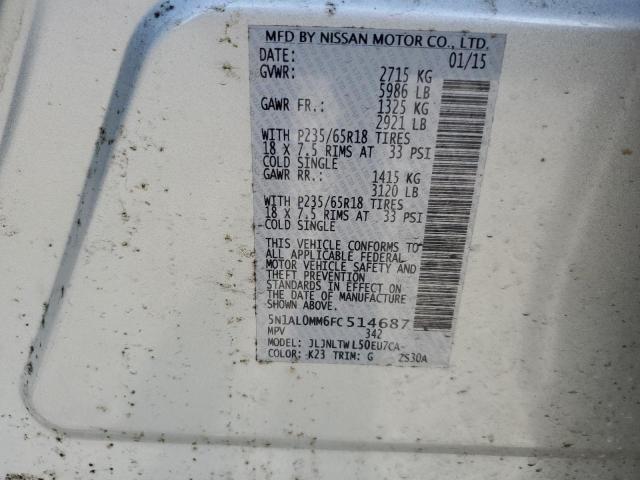 MFD BY NISSAN MOTOR CO., LTD.
DATE: 01/15
GVWR: 2715 KG
5986 LB
GAWR FR.: 1325 KG
2921 LB
WITH P235/65R18 TIRES
18 X 7.5 RIMS AT 33 PSI
COLD SINGLE
GAWR RR.: 1415 KG
3120 LB
WITH P235/65R18 TIRES
18 X 7.5 RIMS AT 33 PSI
COLD SINGLE
THIS VEHICLE CONFORMS TO
ALL APPLICABLE FEDERAL
MOTOR VEHICLE SAFETY AND
THEFT PREVENTION
STANDARDS IN EFFECT ON
THE DATE OF MANUFACTURE
SHOWN ABOVE.
5N1AL0MM6FC514687
MPV 342
MODEL: JLJNLTWL50EU7CA-
COLOR: K23 TRIM: G ZS30A